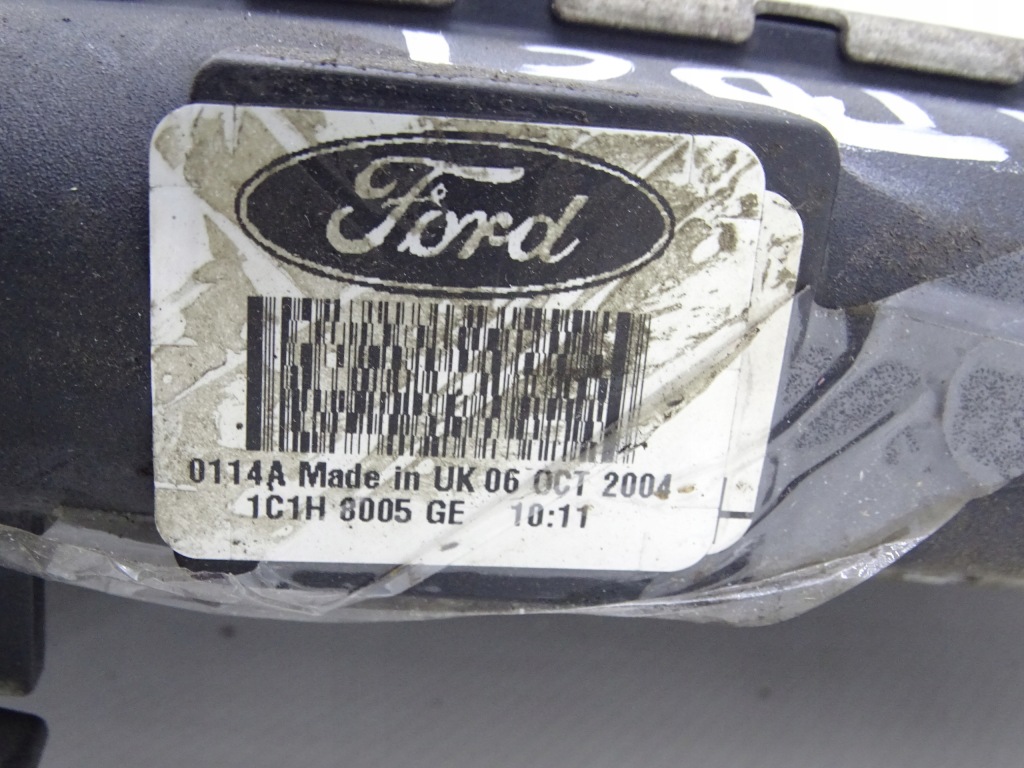 Ford
0114A Made in UK 06 OCT 2004
1C1H 8005 GE 10:11